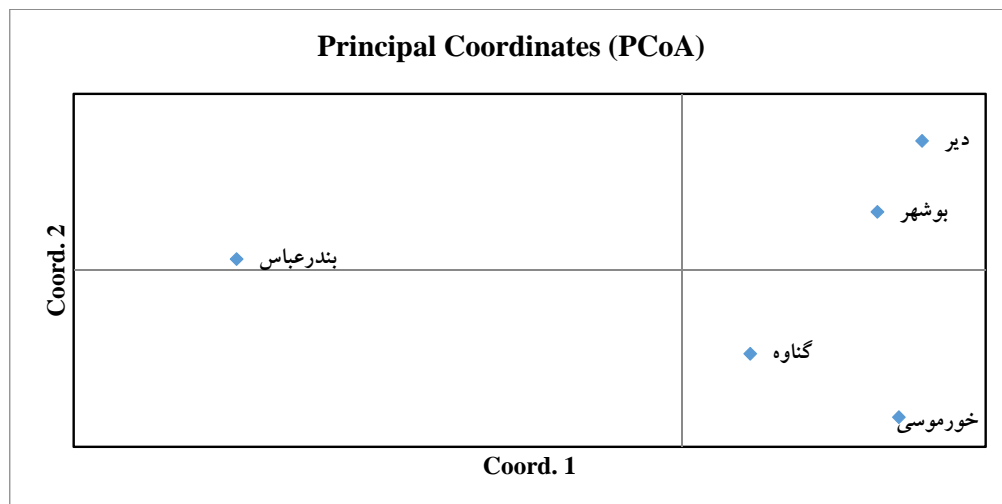 Principal Coordinates (PCoA)
دیر
بوشهر
بندرعباس
گناوه
خورموسی
Coord. 2
Coord. 1